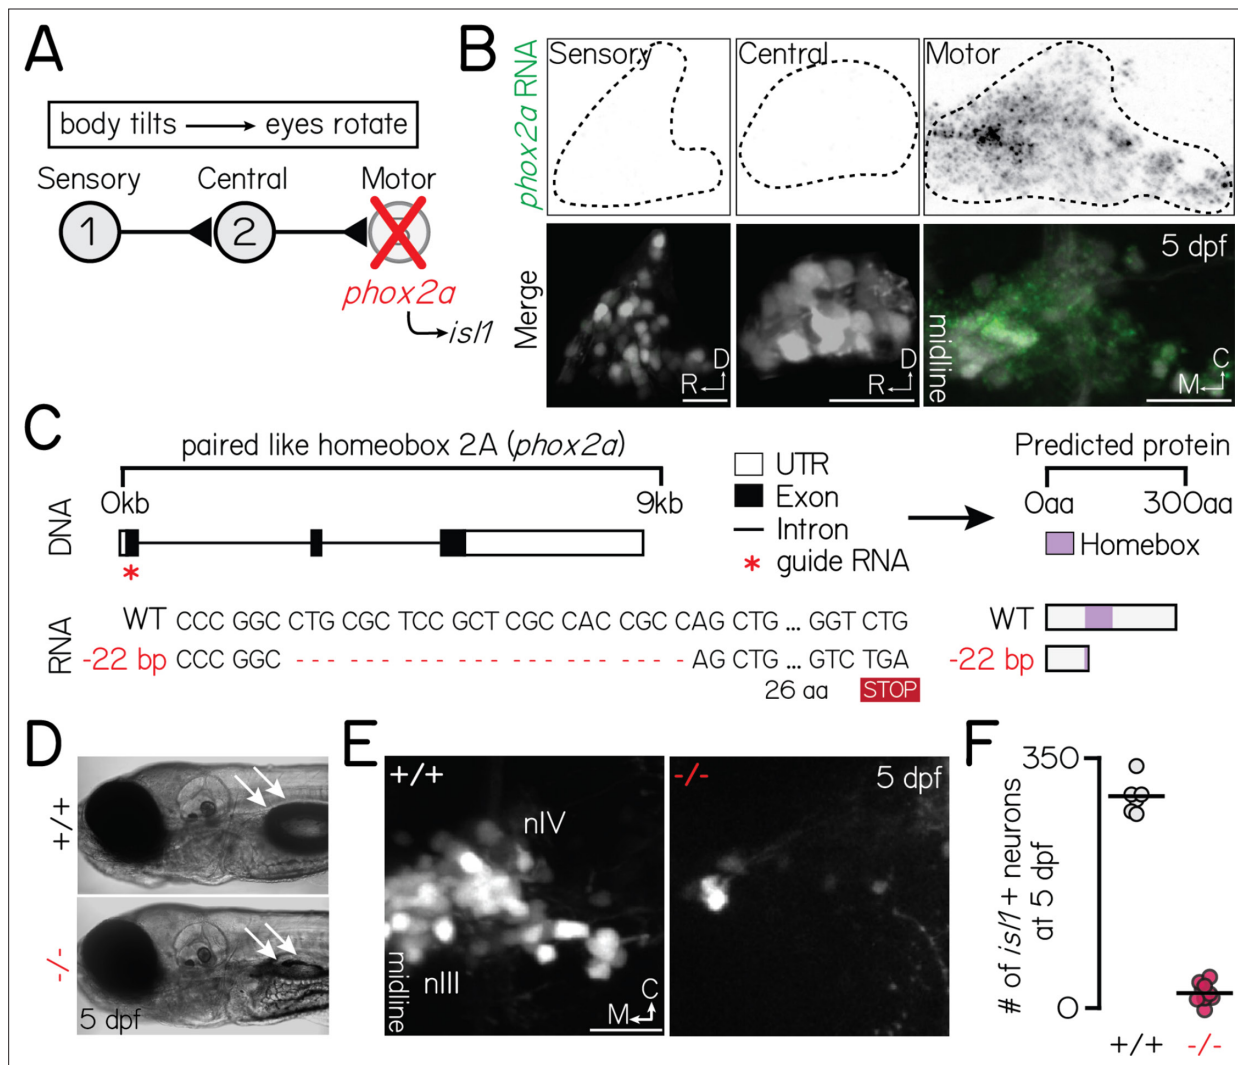 A
body tilts → eyes rotate
Sensory Central Motor
1 2
phox2a
isl1
B
phox2a RNA
Sensory Central Motor
Merge
D
R
D
R
5 dpf
midline
C
M
C
paired like homeobox 2A (phox2a)
0kb 9kb
DNA
UTR
Exon
Intron
* guide RNA
Predicted protein
0aa 300aa
Homebox
RNA
WT CCC GGC CTG CGC TCC GCT CGC CAC CGC CAG CTG ... GGT CTG
-22 bp CCC GGC - - - - - - - - - - - - - - - - - - - - - - AG CTG ... GTC TGA
26 aa STOP
WT
-22 bp
D
+/+
-/-
5 dpf
E
+/+
nIV
nIII
midline
C
M
-/-
5 dpf
F
# of isl1+ neurons
at 5 dpf
350
0
+/+ -/-